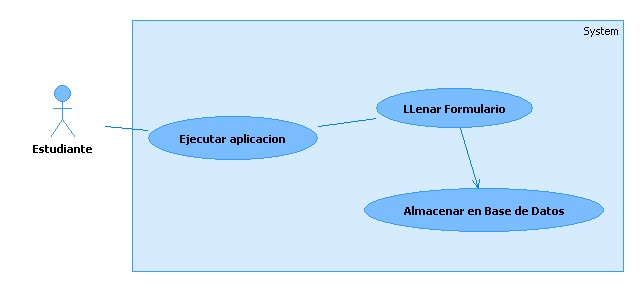 System
LLenar Formulario
Ejecutar aplicacion
Estudiante
Almacenar en Base de Datos